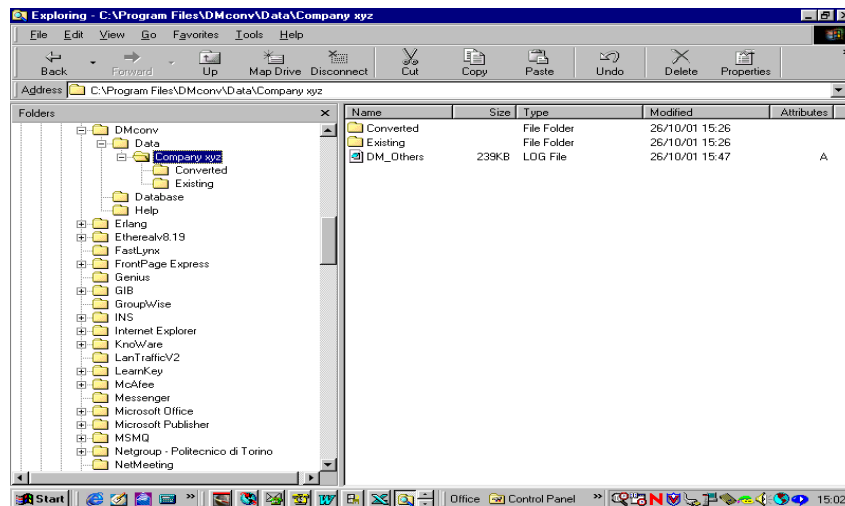 Exploring - C:\Program Files\DMconv\Data\Company xyz
File Edit View Go Favorites Tools Help
Back Forward Up Map Drive Disconnect Cut Copy Paste Undo Delete Properties
Address C:\Program Files\DMconv\Data\Company xyz
Folders
DMconv
Data
Company xyz
Converted
Existing
Database
Help
Erlang
Etherealv8.19
FastLynx
FrontPage Express
Genius
GIB
GroupWise
INS
Internet Explorer
KnoWare
LanTrafficV2
LearnKey
McAfee
Messenger
Microsoft Office
Microsoft Publisher
MSMQ
Netgroup - Politecnico di Torino
NetMeeting
Name Size Type Modified Attributes
Converted File Folder 26/10/01 15:26
Existing File Folder 26/10/01 15:26
DM_Others 239KB LOG File 26/10/01 15:47 A
Start Office Control Panel 15:02